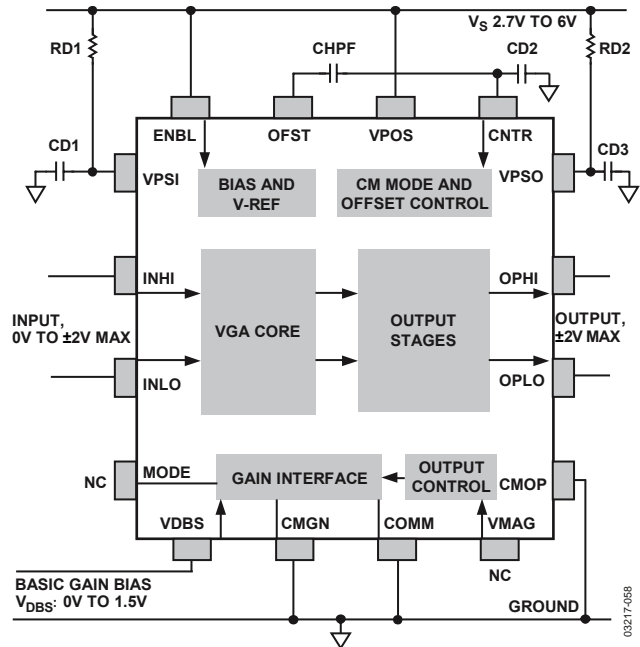 V_S 2.7V TO 6V
RD1
CHPF
CD2
RD2
ENBL
OFST
VPOS
CNTR
CD1
CD3
VPSI
VPSO
BIAS AND
V-REF
CM MODE AND
OFFSET CONTROL
INHI
OPHI
INPUT,
0V TO ±2V MAX
VGA CORE
OUTPUT
STAGES
OUTPUT,
±2V MAX
INLO
OPLO
NC
MODE
GAIN INTERFACE
OUTPUT
CONTROL
CMOP
VDBS
CMGN
COMM
VMAG
NC
BASIC GAIN BIAS
V_DBS: 0V TO 1.5V
GROUND
03217-058